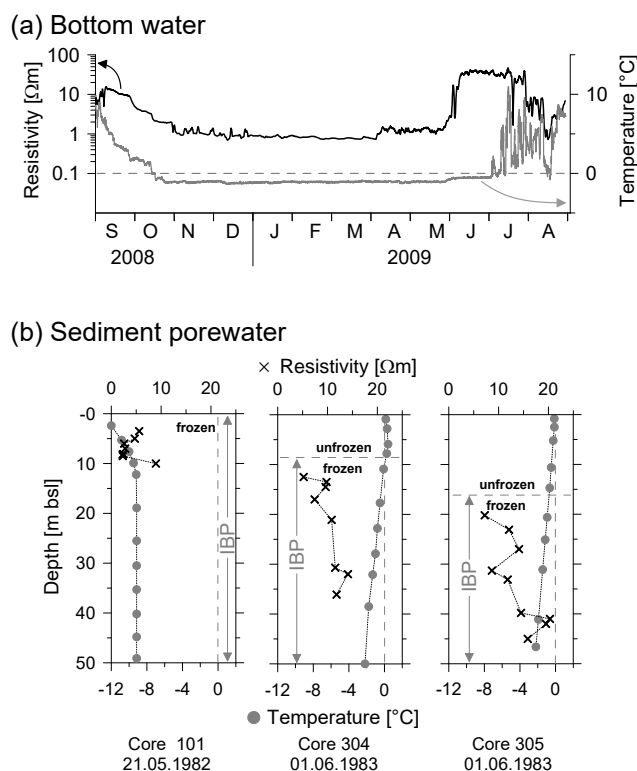 (a) Bottom water
100
10
1
0.1
Resistivity [Ωm]
10
0
Temperature [°C]
S O N D J F M A M J J A
2008 2009
(b) Sediment porewater
× Resistivity [Ωm]
0 10 20 0 10 20 0 10 20
-0
10
20
30
40
50
Depth [m bsl]
frozen
IBP
unfrozen
frozen
IBP
unfrozen
frozen
IBP
-12 -8 -4 0 -12 -8 -4 0 -12 -8 -4 0
Temperature [°C]
Core 101 Core 304 Core 305
21.05.1982 01.06.1983 01.06.1983